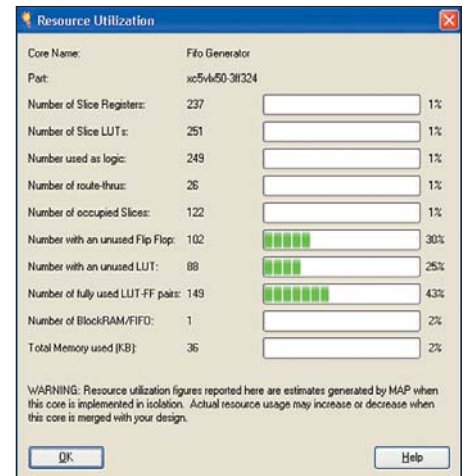 Resource Utilization
Core Name: Fifo Generator
Part: xc5vlx50-3ff324
Number of Slice Registers: 237 1%
Number of Slice LUTs: 251 1%
Number used as logic: 249 1%
Number of route-thrus: 26 1%
Number of occupied Slices: 122 1%
Number with an unused Flip Flop: 102 30%
Number with an unused LUT: 88 25%
Number of fully used LUT-FF pairs: 149 43%
Number of BlockRAM/FIFO: 1 2%
Total Memory used (KB): 36 2%
WARNING: Resource utilization figures reported here are estimates generated by MAP when
this core is implemented in isolation. Actual resource usage may increase or decrease when
this core is merged with your design.
OK Help